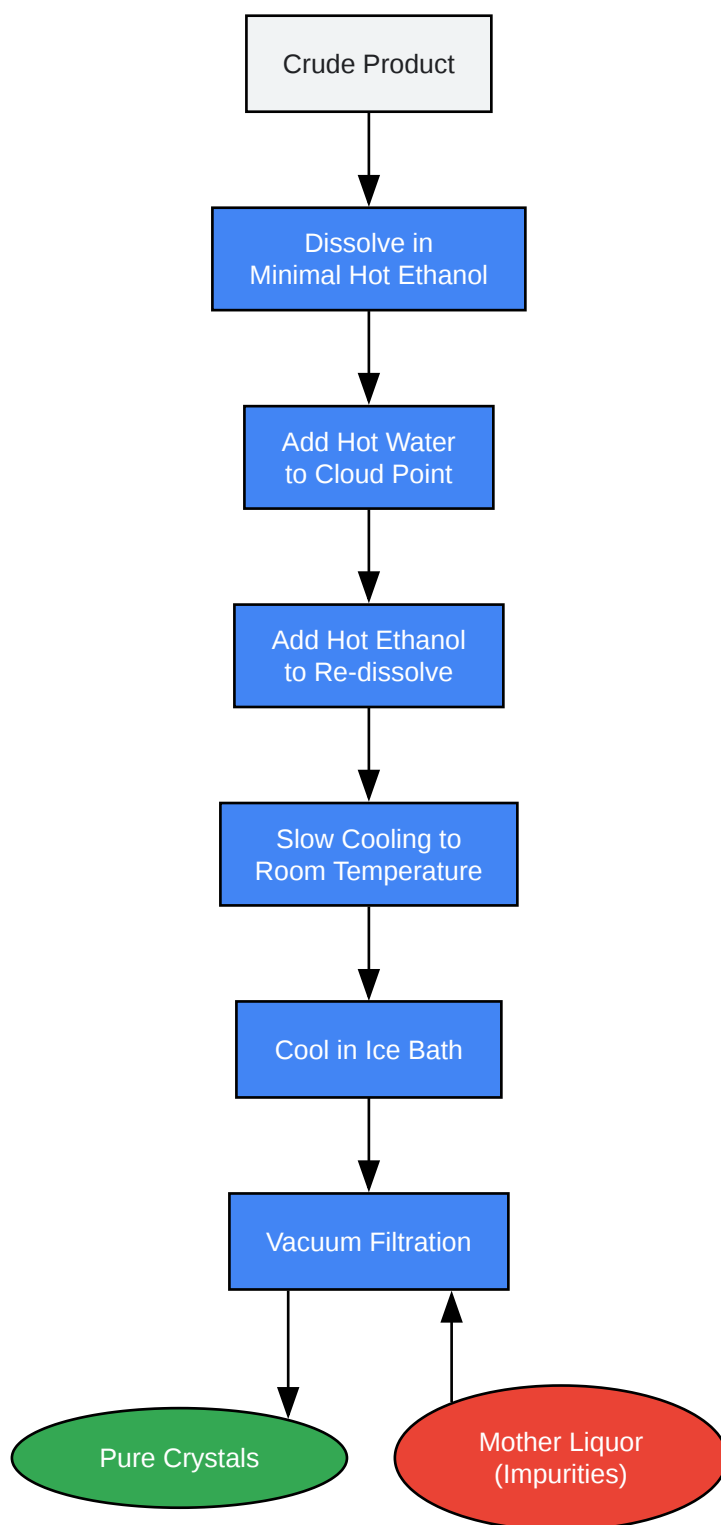 Crude Product
Dissolve in
Minimal Hot Ethanol
Add Hot Water
to Cloud Point
Add Hot Ethanol
to Re-dissolve
Slow Cooling to
Room Temperature
Cool in Ice Bath
Vacuum Filtration
Pure Crystals
Mother Liquor
(Impurities)